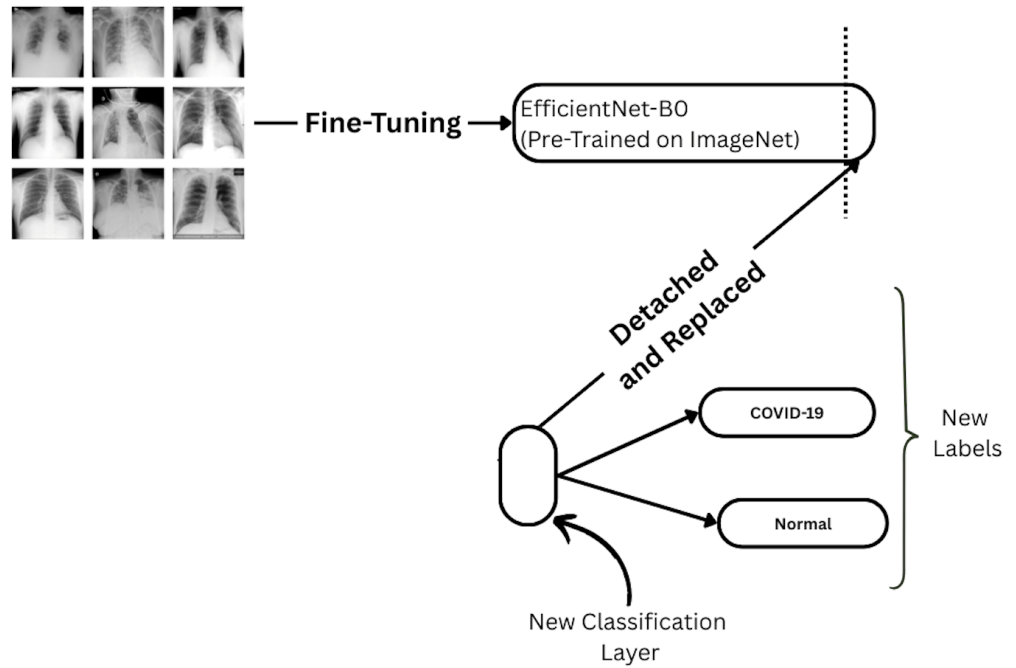 Fine-Tuning
EfficientNet-B0
(Pre-Trained on ImageNet)
Detached
and Replaced
COVID-19
New
Labels
Normal
New Classification
Layer